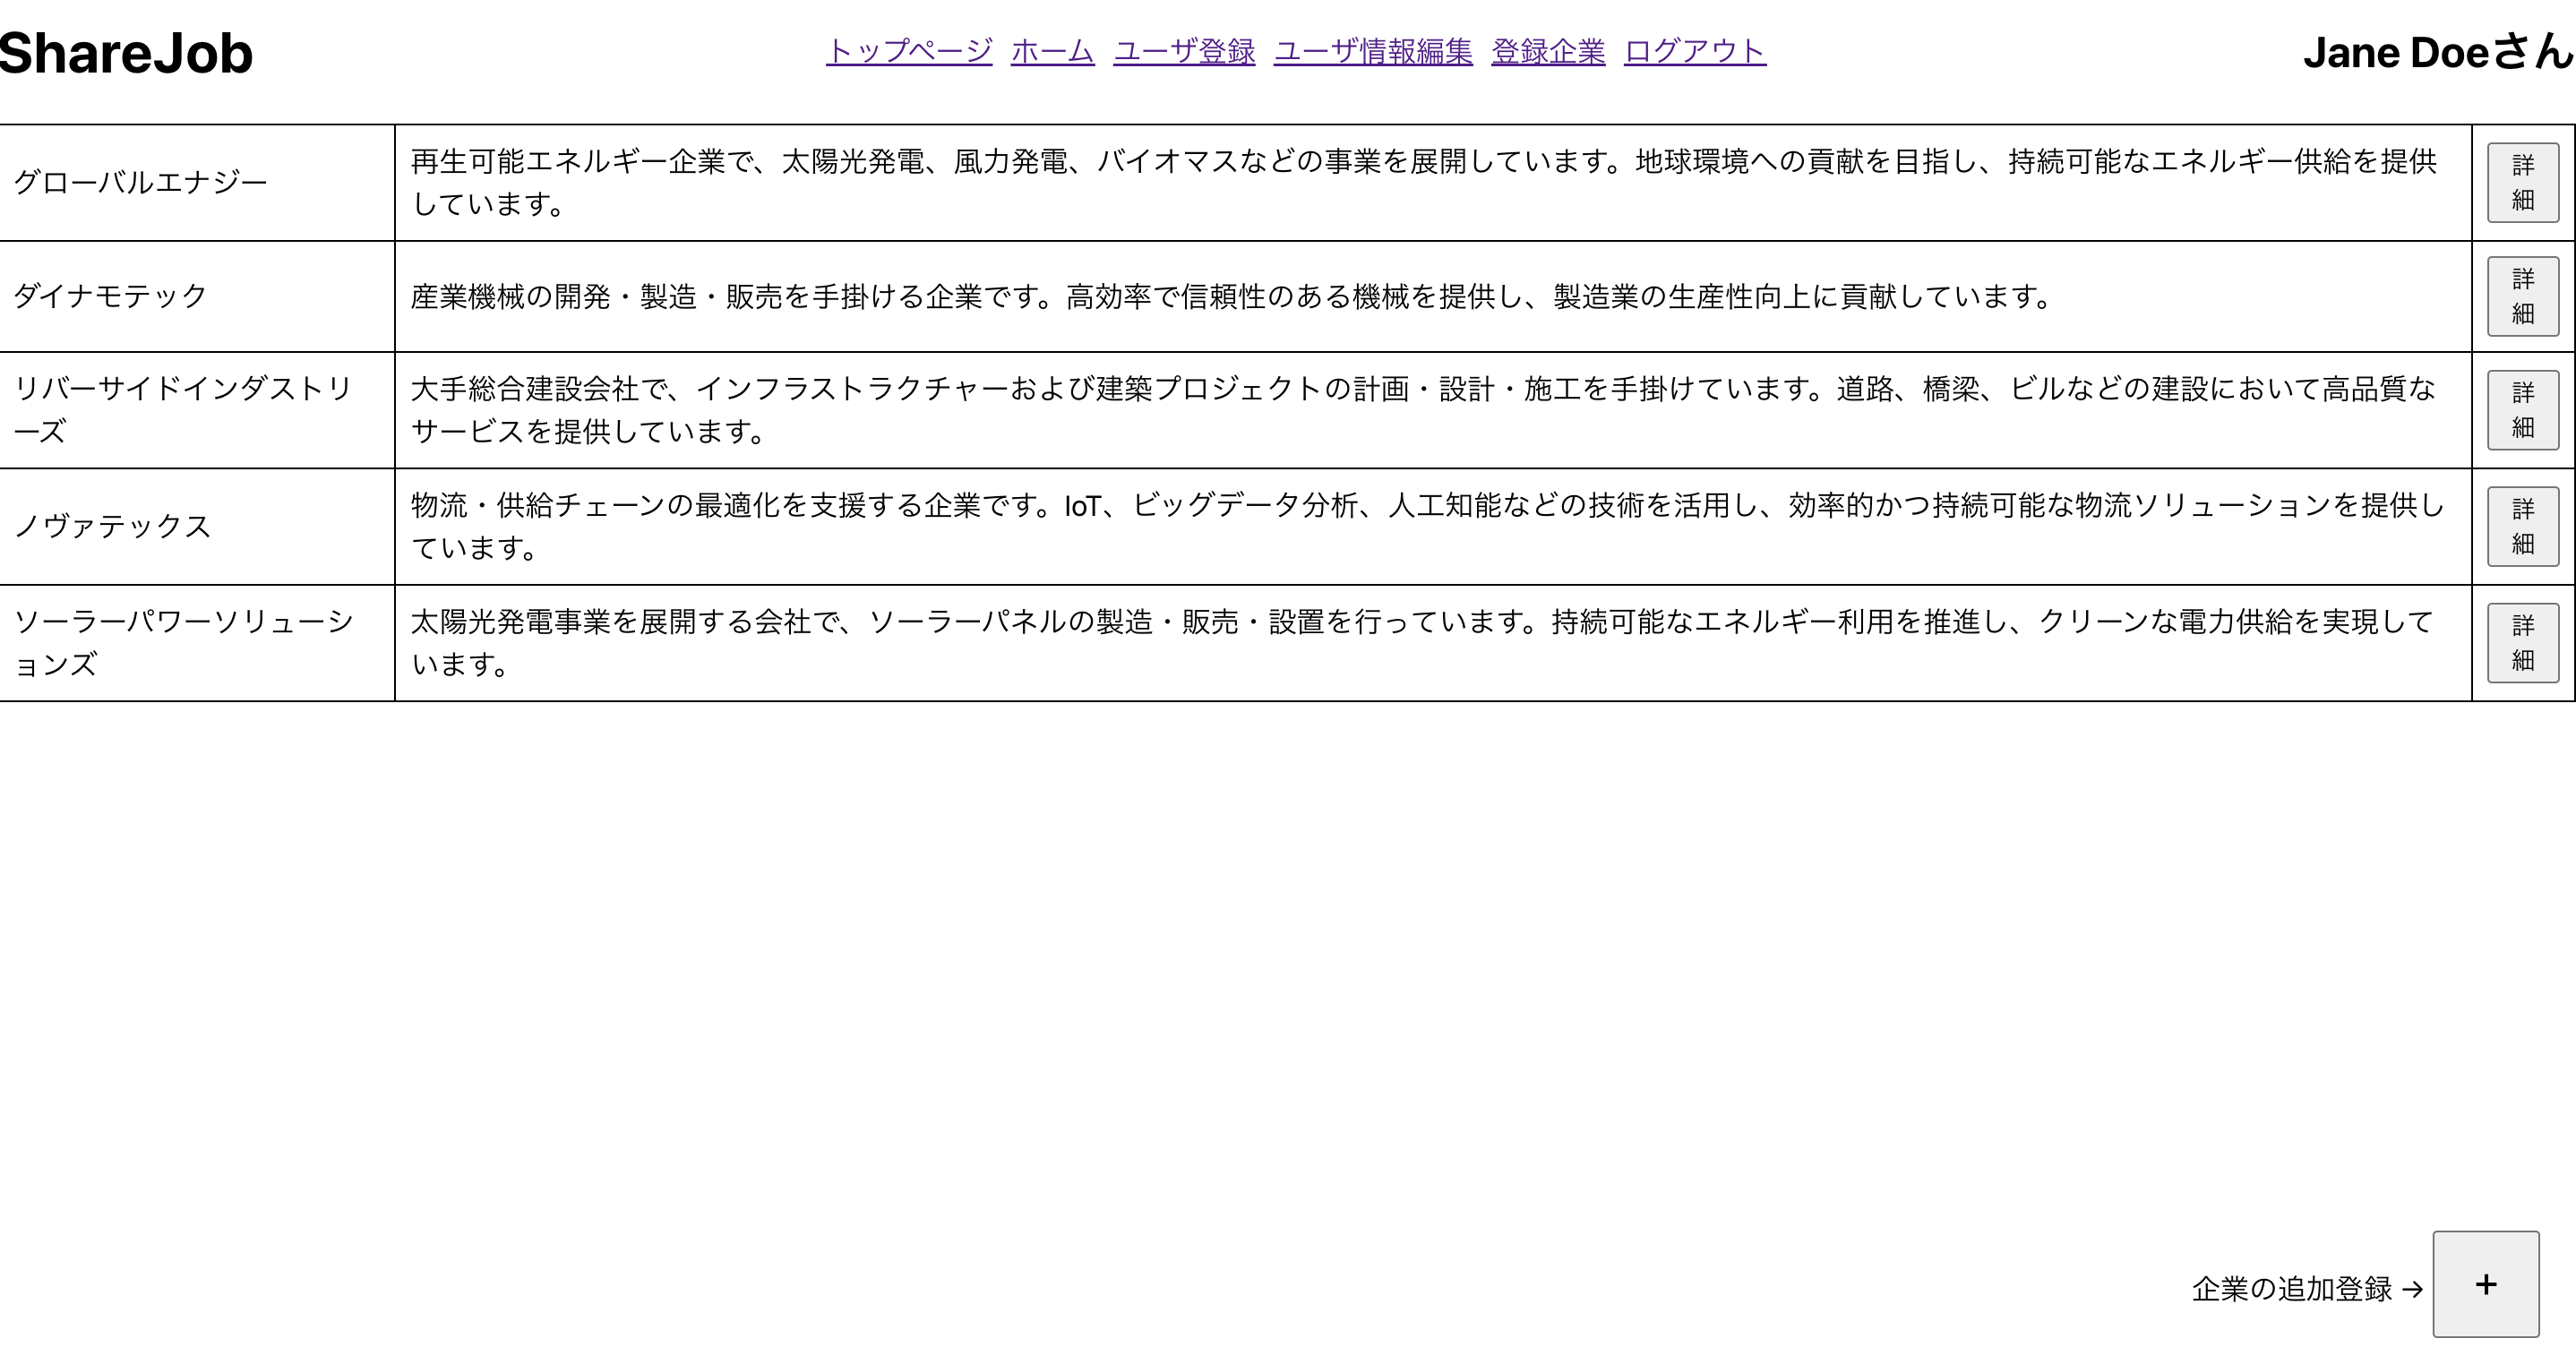 ShareJob
トップページ ホーム ユーザ登録 ユーザ情報編集 登録企業 ログアウト
Jane Doeさん
グローバルエナジー
再生可能エネルギー企業で、太陽光発電、風力発電、バイオマスなどの事業を展開しています。地球環境への貢献を目指し、持続可能なエネルギー供給を提供
しています。
詳
細
ダイナモテック
産業機械の開発・製造・販売を手掛ける企業です。高効率で信頼性のある機械を提供し、製造業の生産性向上に貢献しています。
詳
細
リバーサイドインダストリ
ーズ
大手総合建設会社で、インフラストラクチャーおよび建築プロジェクトの計画・設計・施工を手掛けています。道路、橋梁、ビルなどの建設において高品質な
サービスを提供しています。
詳
細
ノヴァテックス
物流・供給チェーンの最適化を支援する企業です。IoT、ビッグデータ分析、人工知能などの技術を活用し、効率的かつ持続可能な物流ソリューションを提供し
ています。
詳
細
ソーラーパワーソリューシ
ョンズ
太陽光発電事業を展開する会社で、ソーラーパネルの製造・販売・設置を行っています。持続可能なエネルギー利用を推進し、クリーンな電力供給を実現して
います。
詳
細
企業の追加登録 → +